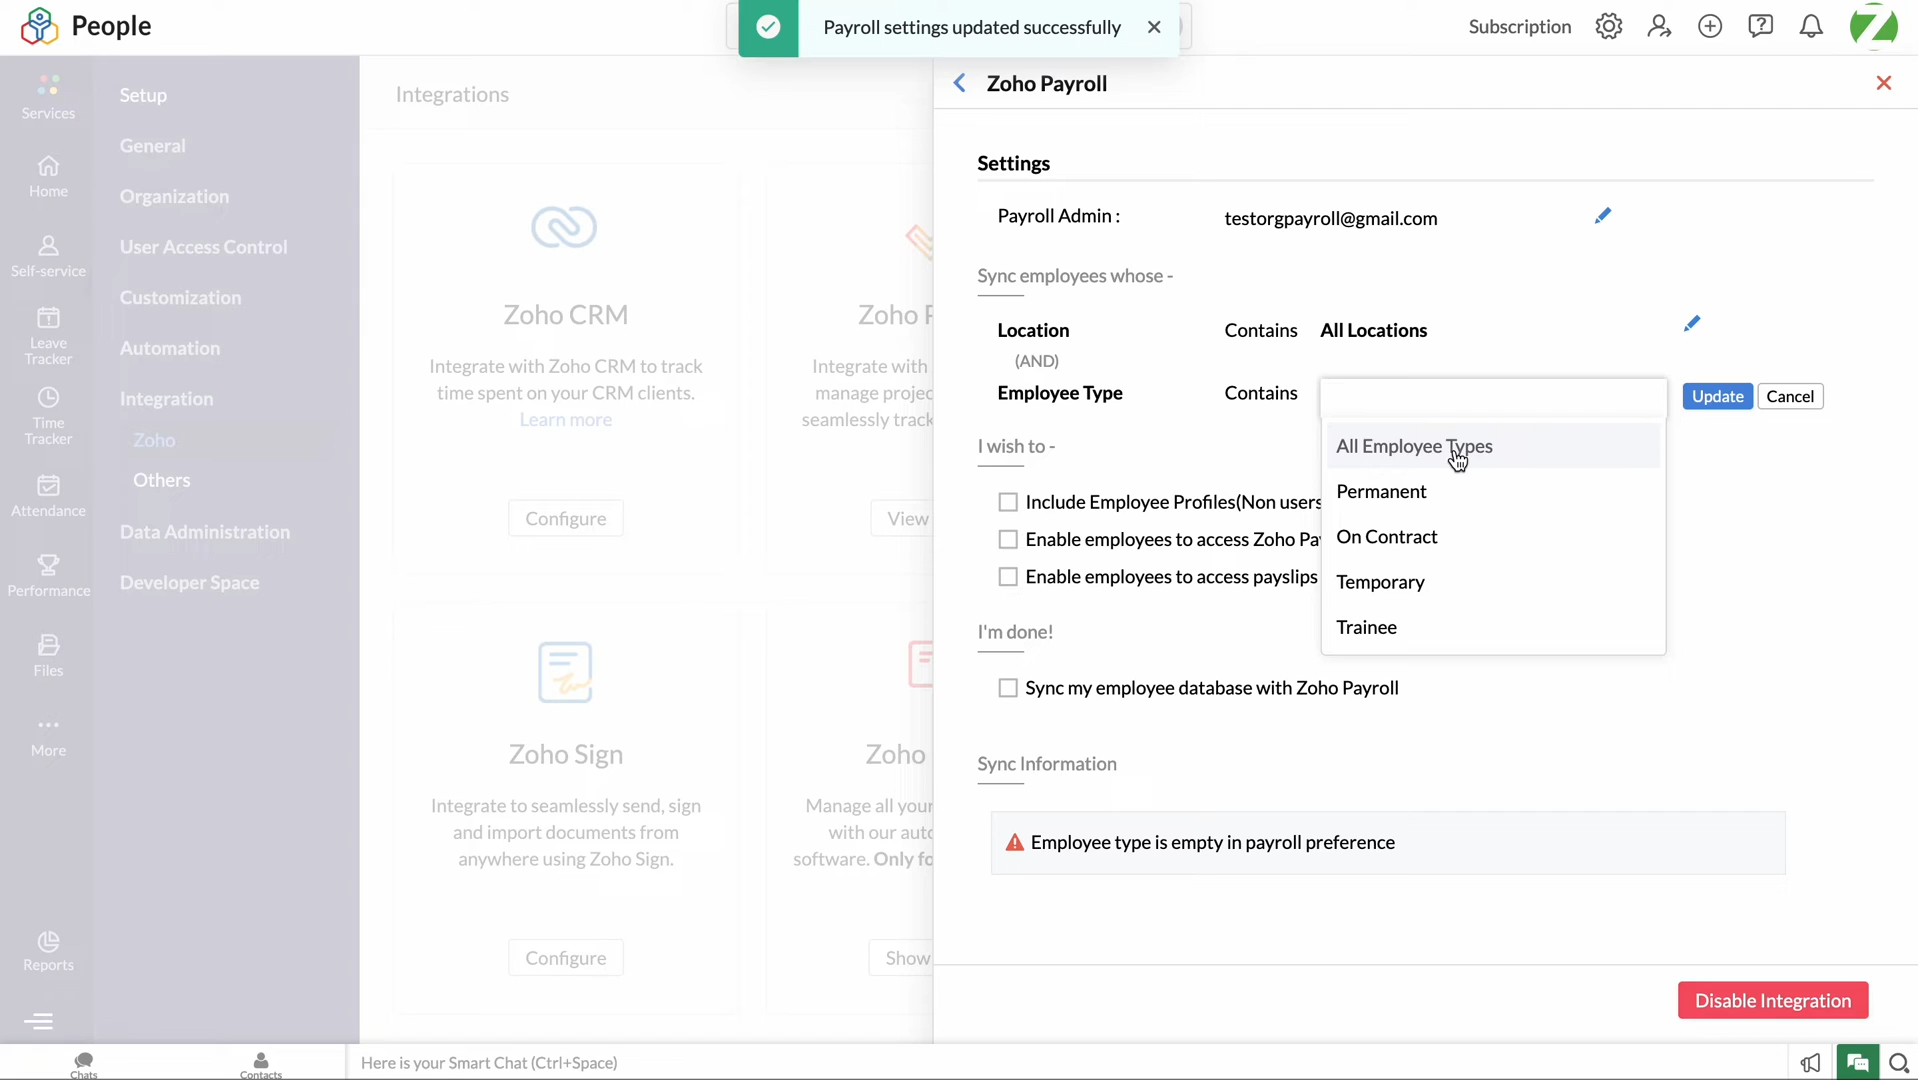 People
Payroll settings updated successfully
Subscription
Services
Home
Self-service
Leave
Tracker
Time
Tracker
Attendance
Performance
Files
More
Reports
Setup
General
Organization
User Access Control
Customization
Automation
Integration
Zoho
Others
Data Administration
Developer Space
Integrations
Zoho CRM
Integrate with Zoho CRM to track
time spent on your CRM clients.
Learn more
Configure
Zoho
Integrate with
manage projec
seamlessly track
View
Zoho Sign
Integrate to seamlessly send, sign
and import documents from
anywhere using Zoho Sign.
Configure
Zoho
Manage all your
with our auto
software. Only fo
Show
Zoho Payroll
Settings
Payroll Admin : testorgpayroll@gmail.com
Sync employees whose -
Location Contains All Locations
(AND)
Employee Type Contains Update Cancel
All Employee Types
Permanent
On Contract
Temporary
Trainee
I wish to -
Include Employee Profiles(Non users
Enable employees to access Zoho Pay
Enable employees to access payslips
I'm done!
Sync my employee database with Zoho Payroll
Sync Information
Employee type is empty in payroll preference
Disable Integration
Chats
Contacts
Here is your Smart Chat (Ctrl+Space)